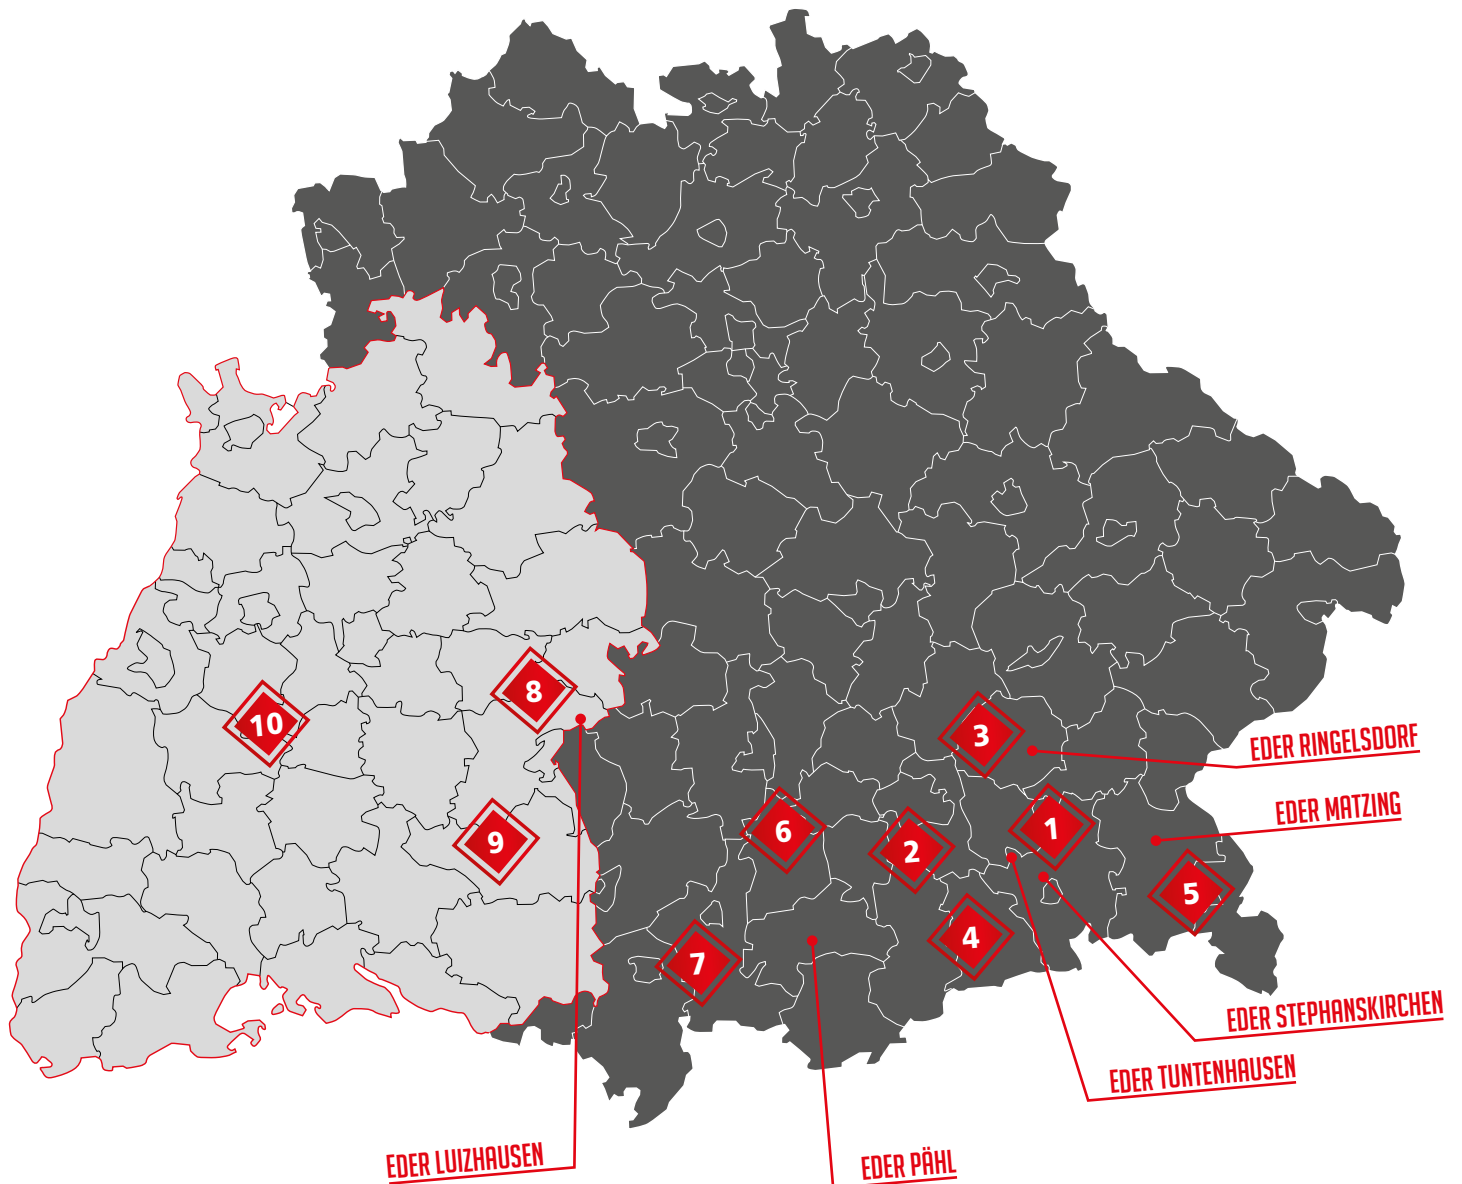 8
10
3
EDER RINGELSDORF
EDER MATZING
1
6
2
9
5
4
7
EDER STEPHANSKIRCHEN
EDER TUNTENHAUSEN
EDER LUIZHAUSEN
EDER PÄHL